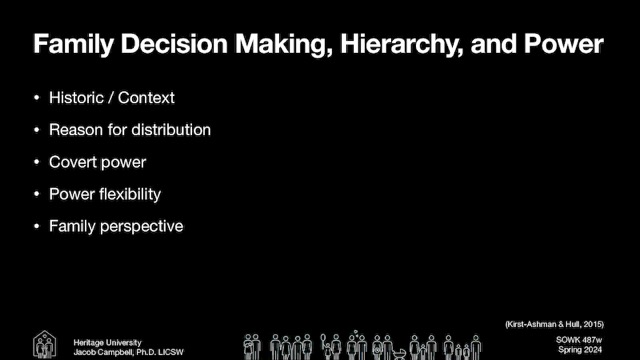 Family Decision Making, Hierarchy, and Power
• Historic / Context
• Reason for distribution
• Covert power
• Power flexibility
• Family perspective
(Kirst-Ashman & Hull, 2015)
Heritage University
Jacob Campbell, Ph.D. LICSW
SOWK 487w
Spring 2024